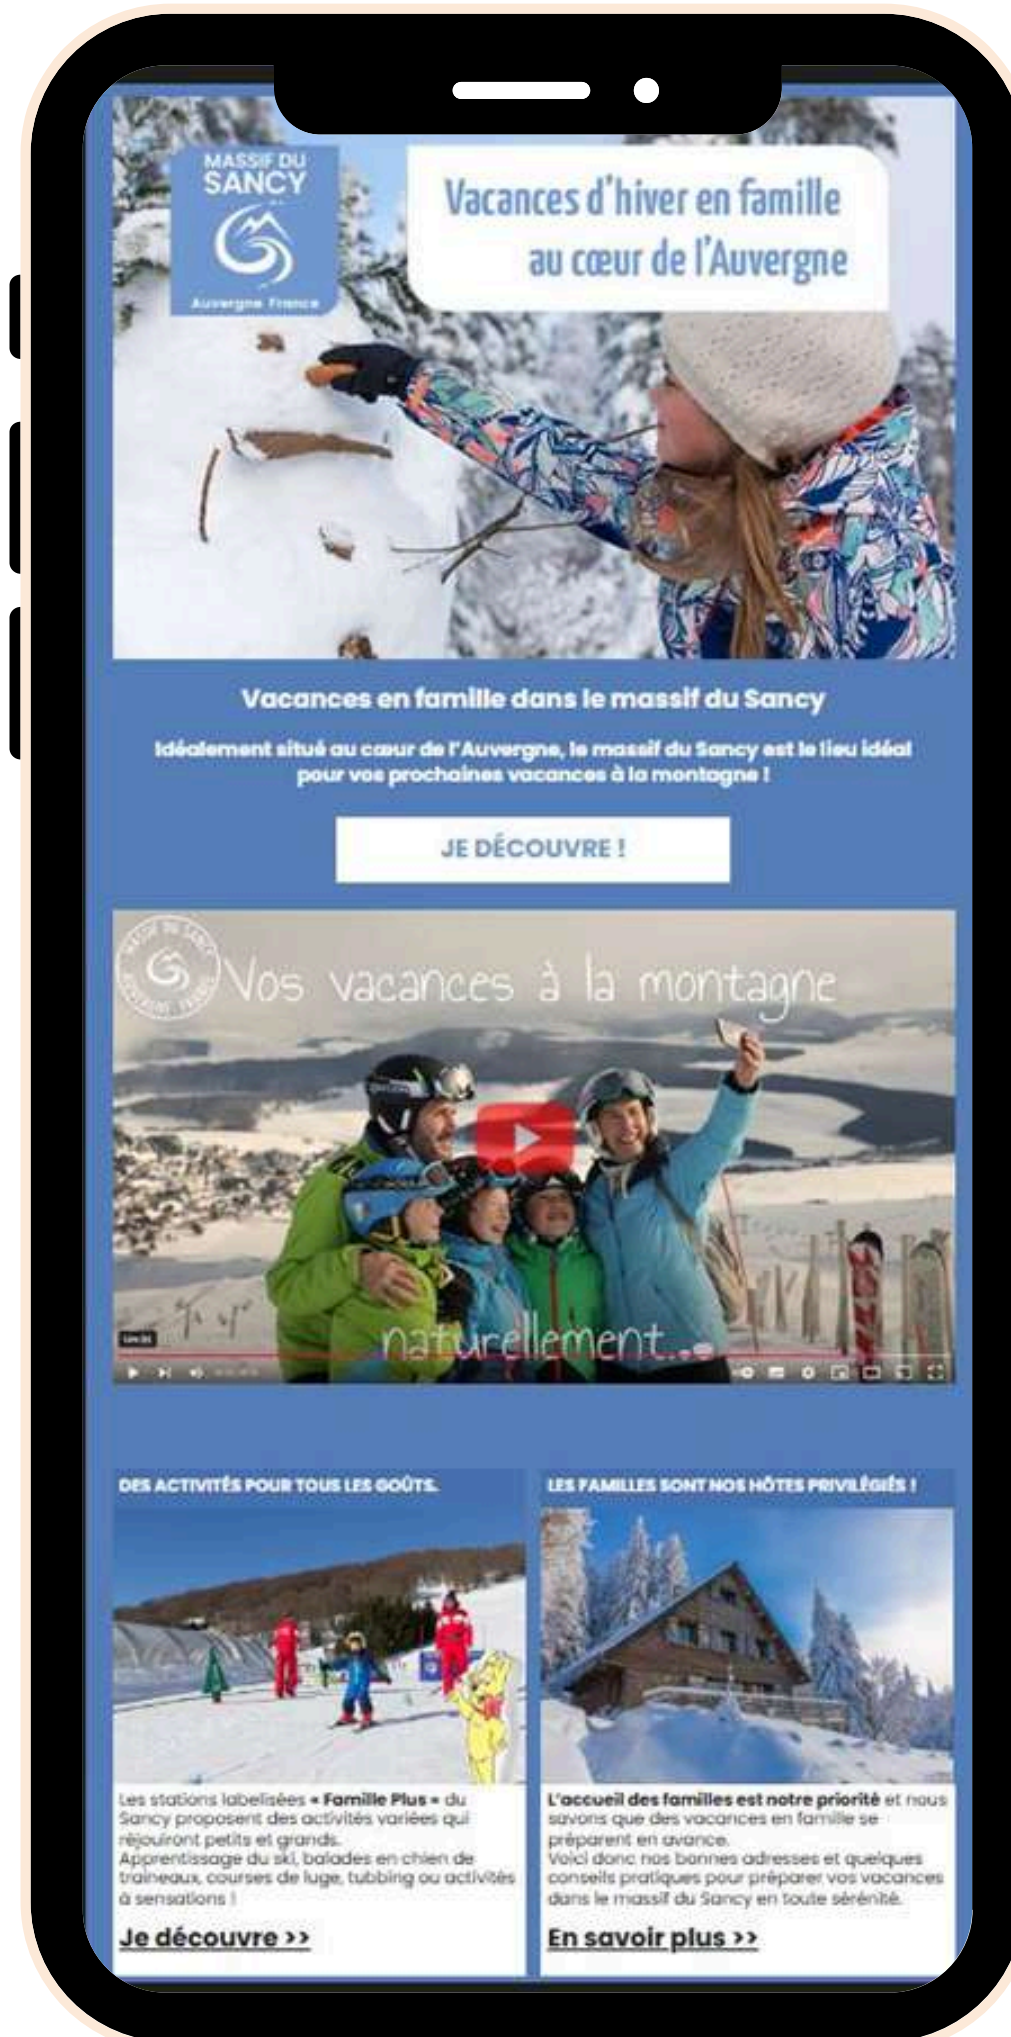 MASSIF DU
SANCY
Auvergne France
Vacances d'hiver en famille
au cœur de l'Auvergne
Vacances en famille dans le massif du Sancy
Idéalement situé au cœur de l'Auvergne, le massif du Sancy est le lieu idéal
pour vos prochaines vacances à la montagne !
JE DÉCOUVRE !
MASSIF DU SANCY
AUVERGNE FRANCE
Vos vacances à la montagne
naturellement...
DES ACTIVITÉS POUR TOUS LES GOÛTS.
Les stations labelisées « Famille Plus » du
Sancy proposent des activités variées qui
réjouiront petits et grands.
Apprentissage du ski, balades en chien de
traineaux, courses de luge, tubbing ou activités
à sensations !
Je découvre >>
LES FAMILLES SONT NOS HÔTES PRIVILÉGIÉS !
L'accueil des familles est notre priorité et nous
savons que des vacances en famille se
préparent en avance.
Voici donc nos bonnes adresses et quelques
conseils pratiques pour préparer vos vacances
dans le massif du Sancy en toute sérénité.
En savoir plus >>